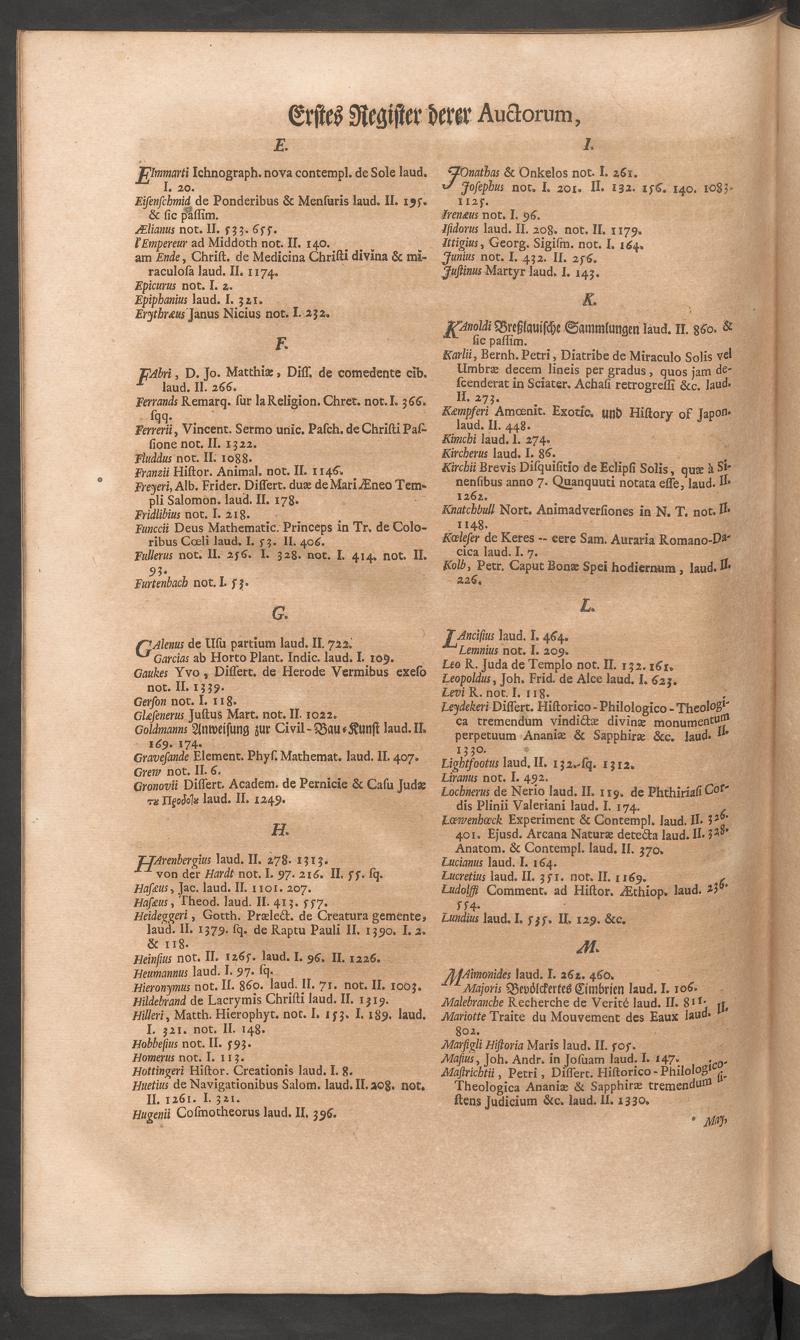 Erſtes Regiſter derer Auctorum,
E.
EImmarti Ichnograph. nova contempl. de Sole laud.
I. 20.
Eiſenſchmid de Ponderibus & Menſuris laud. II. 195.
& ſic paſſim.
Ælianus not. II. 533. 655.
l'Empereur ad Middoth not. II. 140.
am Ende, Chriſt. de Medicina Chriſti divina & mi-
raculoſa laud. II. 1174.
Epicurus not. I. 2.
Epiphanius laud. I. 321.
Erythræus Janus Nicius not. I. 232.
F.
FAbri, D. Jo. Matthiæ, Diſſ. de comedente cib.
laud. II. 266.
Ferrands Remarq. ſur la Religion. Chret. not. I. 366.
ſqq.
Ferrerii, Vincent. Sermo unic. Paſch. de Chriſti Paſ-
ſione not. II. 1322.
Fluddus not. II. 1088.
Franzii Hiſtor. Animal. not. II. 1146.
Freyeri, Alb. Frider. Diſſert. duæ de Mari Æneo Tem-
pli Salomon. laud. II. 178.
Fridlibius not. I. 218.
Funccii Deus Mathematic. Princeps in Tr. de Colo-
ribus Cœli laud. I. 53. II. 406.
Fullerus not. II. 256. I. 328. not. I. 414. not. II.
93.
Furtenbach not. I. 53.
G.
GAlenus de Uſu partium laud. II. 722.
Garcias ab Horto Plant. Indic. laud. I. 109.
Gaukes Yvo, Diſſert. de Herode Vermibus exeſo
not. II. 1339.
Gerſon not. I. 118.
Glæſenerus Juſtus Mart. not. II. 1022.
Goldmanns Anweiſung zur Civil-Bau-Kunſt laud. II.
169. 174.
Graveſande Element. Phyſ. Mathemat. laud. II. 407.
Grew not. II. 6.
Gronovii Diſſert. Academ. de Pernicie & Caſu Judæ
τȣ Προδοlȣ laud. II. 1249.
H.
HArenbergius laud. II. 278. 1313.
von der Hardt not. I. 97. 216. II. 55. ſq.
Haſæus, Jac. laud. II. 1101. 207.
Haſæus, Theod. laud. II. 413. 557.
Heideggeri, Gotth. Prælect. de Creatura gemente,
laud. II. 1379. ſq. de Raptu Pauli II. 1390. I. 2.
& 118.
Heinſius not. II. 1265. laud. I. 96. II. 1226.
Heumannus laud. I. 97. ſq.
Hieronymus not. II. 860. laud. II. 71. not. II. 1003.
Hildebrand de Lacrymis Chriſti laud. II. 1319.
Hilleri, Matth. Hierophyt. not. I. 153. I. 189. laud.
I. 321. not. II. 148.
Hobbeſius not. II. 593.
Homerus not. I. 113.
Hottingeri Hiſtor. Creationis laud. I. 8.
Huetius de Navigationibus Salom. laud. II. 208. not.
II. 1261. I. 321.
Hugenii Coſmotheorus laud. II. 396.
I.
JOnathas & Onkelos not. I. 261.
Joſephus not. I. 201. II. 132. 156. 140. 1083.
1125.
Irenæus not. I. 96.
Iſidorus laud. II. 208. not. II. 1179.
Ittigius, Georg. Sigiſm. not. I. 164.
Junius not. I. 432. II. 256.
Juſtinus Martyr laud. I. 143.
K.
KAnoldi Breßlauiſche Sammlungen laud. II. 860. &
ſic paſſim.
Karlii, Bernh. Petri, Diatribe de Miraculo Solis vel
Umbræ decem lineis per gradus, quos jam de-
ſcenderat in Sciater. Achaſi retrogreſſi &c. laud.
II. 273.
Kæmpferi Amœnit. Exotic. und Hiſtory of Japon.
laud. II. 448.
Kimchi laud. I. 274.
Kircherus laud. I. 86.
Kirchii Brevis Diſquiſitio de Eclipſi Solis, quæ à Si-
nenſibus anno 7. Quanquuti notata eſſe, laud. II.
1262.
Knatchbull Nort. Animadverſiones in N. T. not. II.
1148.
Kœleſer de Keres -- eere Sam. Auraria Romano-Da-
cica laud. I. 7.
Kolb, Petr. Caput Bonæ Spei hodiernum, laud. II.
226.
L.
LAnciſius laud. I. 464.
Lemnius not. I. 209.
Leo R. Juda de Templo not. II. 132. 161.
Leopoldus, Joh. Frid. de Alce laud. I. 623.
Levi R. not. I. 118.
Leydekeri Diſſert. Hiſtorico-Philologico-Theologi-
ca tremendum vindictæ divinæ monumentum
perpetuum Ananiæ & Sapphiræ &c. laud. II.
1330.
Lightfootus laud. II. 132. ſq. 1312.
Liranus not. I. 492.
Lochnerus de Nerio laud. II. 119. de Phthiriaſi Cor-
dis Plinii Valeriani laud. I. 174.
Lœwenhœck Experiment & Contempl. laud. II. 326.
401. Ejusd. Arcana Naturæ detecta laud. II. 328.
Anatom. & Contempl. laud. II. 370.
Lucianus laud. I. 164.
Lucretius laud. II. 351. not. II. 1169.
Ludolffi Comment. ad Hiſtor. Æthiop. laud. 236.
554.
Lundius laud. I. 535. II. 129. &c.
M.
MAimonides laud. I. 262. 460.
Majoris Bevölckertes Cimbrien laud. I. 106.
Malebranche Recherche de Verité laud. II. 811.
Mariotte Traite du Mouvement des Eaux laud. II.
802.
Marſigli Hiſtoria Maris laud. II. 505.
Maſius, Joh. Andr. in Joſuam laud. I. 147.
Maſtrichtii, Petri, Diſſert. Hiſtorico-Philologico-
Theologica Ananiæ & Sapphiræ tremendum ſi-
ſtens Judicium &c. laud. II. 1330.
May,